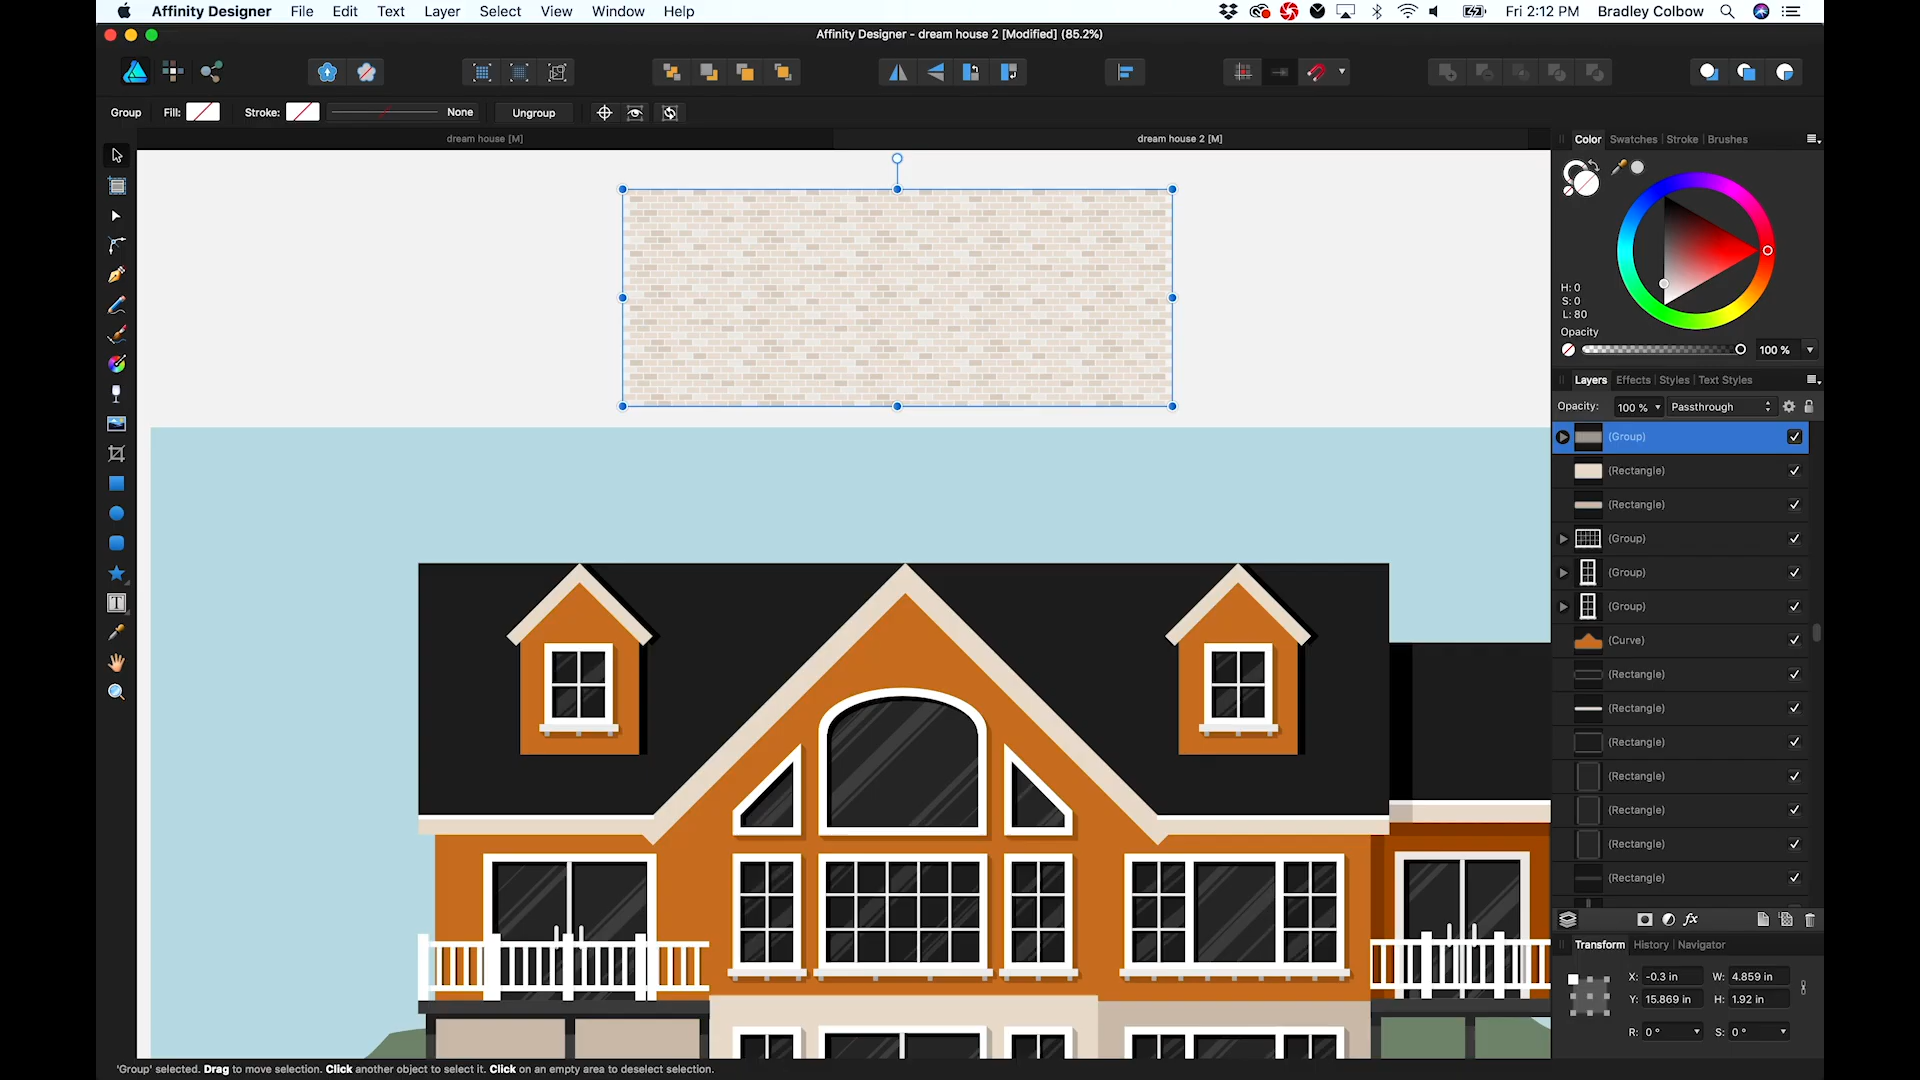 Affinity Designer File Edit Text Layer Select View Window Help Fri 2:12 PM Bradley Colbow
Affinity Designer - dream house 2 [Modified] (85.2%)
Group Fill: Stroke: None Ungroup
dream house [M] dream house 2 [M]
Color Swatches Stroke Brushes
H: 0
S: 0
L: 80
Opacity
100 %
Layers Effects Styles Text Styles
Opacity: 100 % Passthrough
(Group)
(Rectangle)
(Rectangle)
(Group)
(Group)
(Group)
(Curve)
(Rectangle)
(Rectangle)
(Rectangle)
(Rectangle)
(Rectangle)
(Rectangle)
(Rectangle)
fx
Transform History Navigator
X: -0.3 in W: 4.859 in
Y: 15.869 in H: 1.92 in
R: 0 ° S: 0 °
'Group' selected. Drag to move selection. Click another object to select it. Click on an empty area to deselect selection.